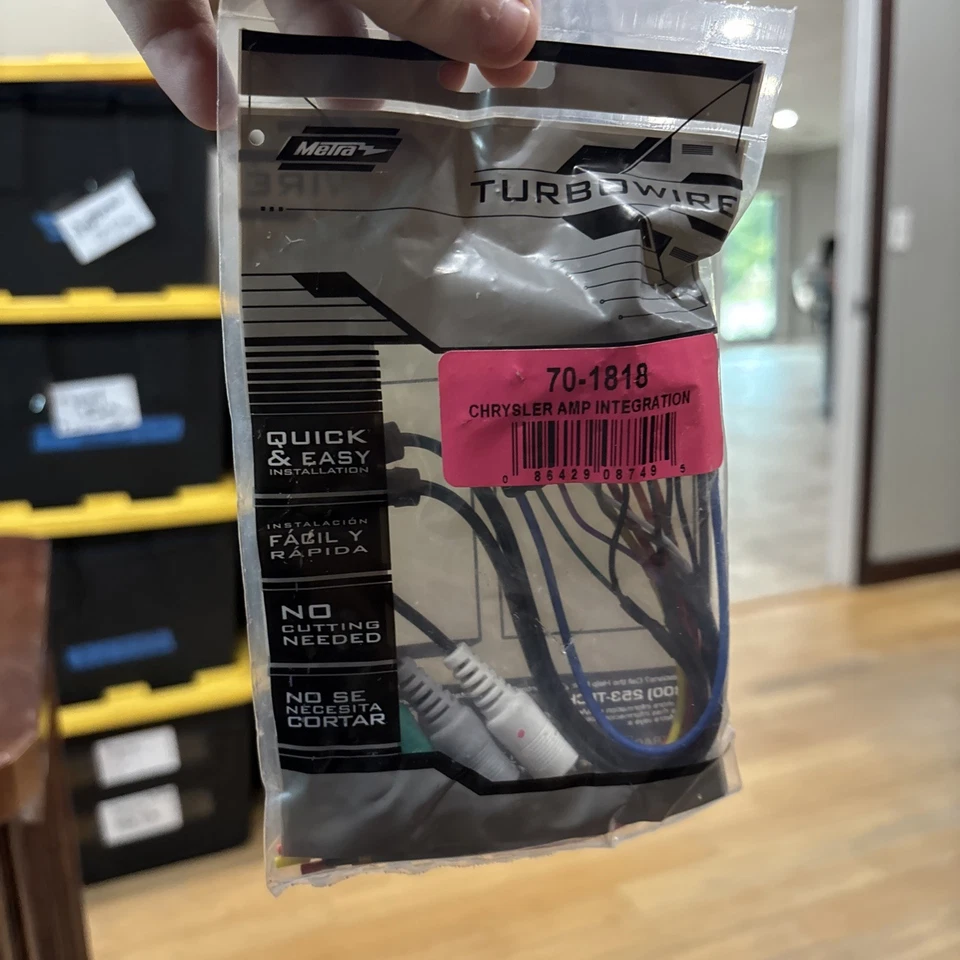 Metra
TURBOWIRE
70-1818
CHRYSLER AMP INTEGRATION
0 86429 08749 5
QUICK
& EASY
INSTALLATION
INSTALACIÓN
FÁCIL Y
RÁPIDA
NO
CUTTING
NEEDED
NO SE
NECESITA
CORTAR